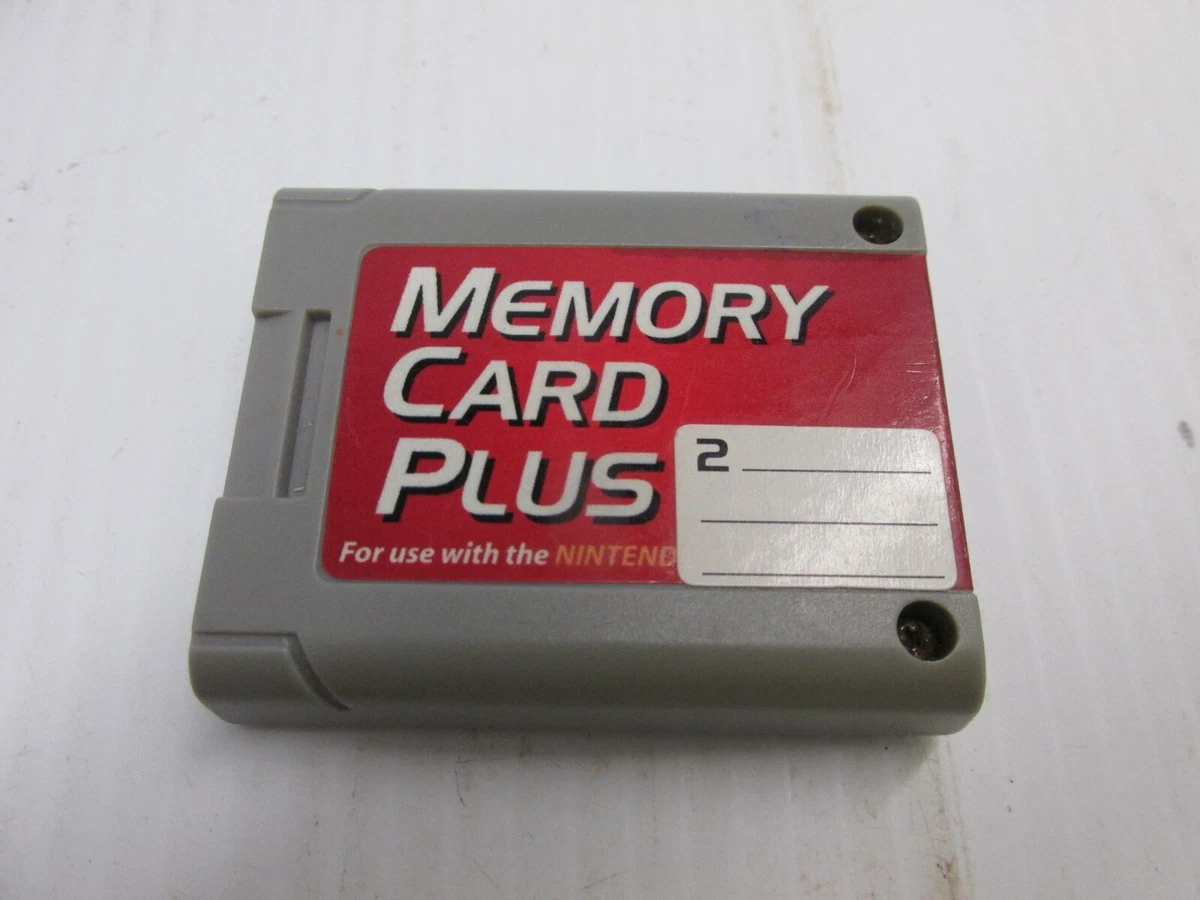 MEMORY
CARD
PLUS
2
For use with the NINTEND